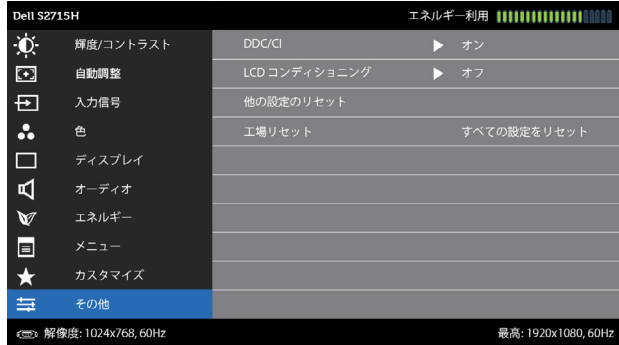 Dell S2715H エネルギー利用
輝度/コントラスト DDC/CI オン
自動調整 LCD コンディショニング オフ
入力信号 他の設定のリセット
色 工場リセット すべての設定をリセット
ディスプレイ
オーディオ
エネルギー
メニュー
カスタマイズ
その他
解像度: 1024x768, 60Hz 最高: 1920x1080, 60Hz